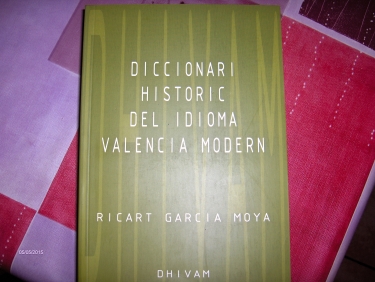 DICCIONARI
HISTORIC
DEL IDIOMA
VALENCIA MODERN
RICART GARCIA MOYA
DHIVAM